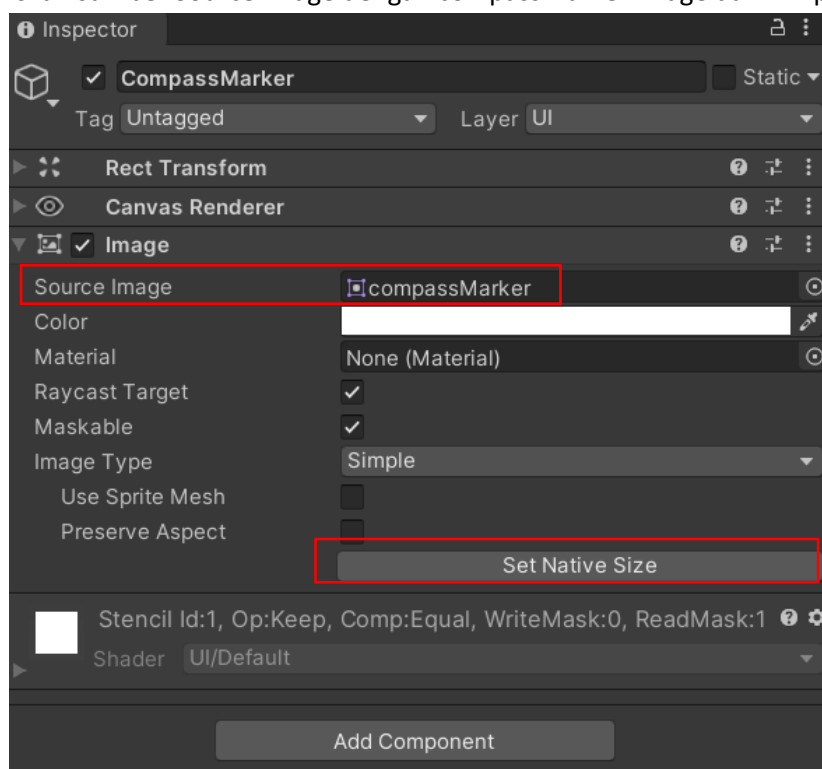 Inspector
CompassMarker Static
Tag Untagged Layer UI
Rect Transform
Canvas Renderer
Image
Source Image compassMarker
Color
Material None (Material)
Raycast Target
Maskable
Image Type Simple
Use Sprite Mesh
Preserve Aspect
Set Native Size
Stencil Id:1, Op:Keep, Comp:Equal, WriteMask:0, ReadMask:1
Shader UI/Default
Add Component